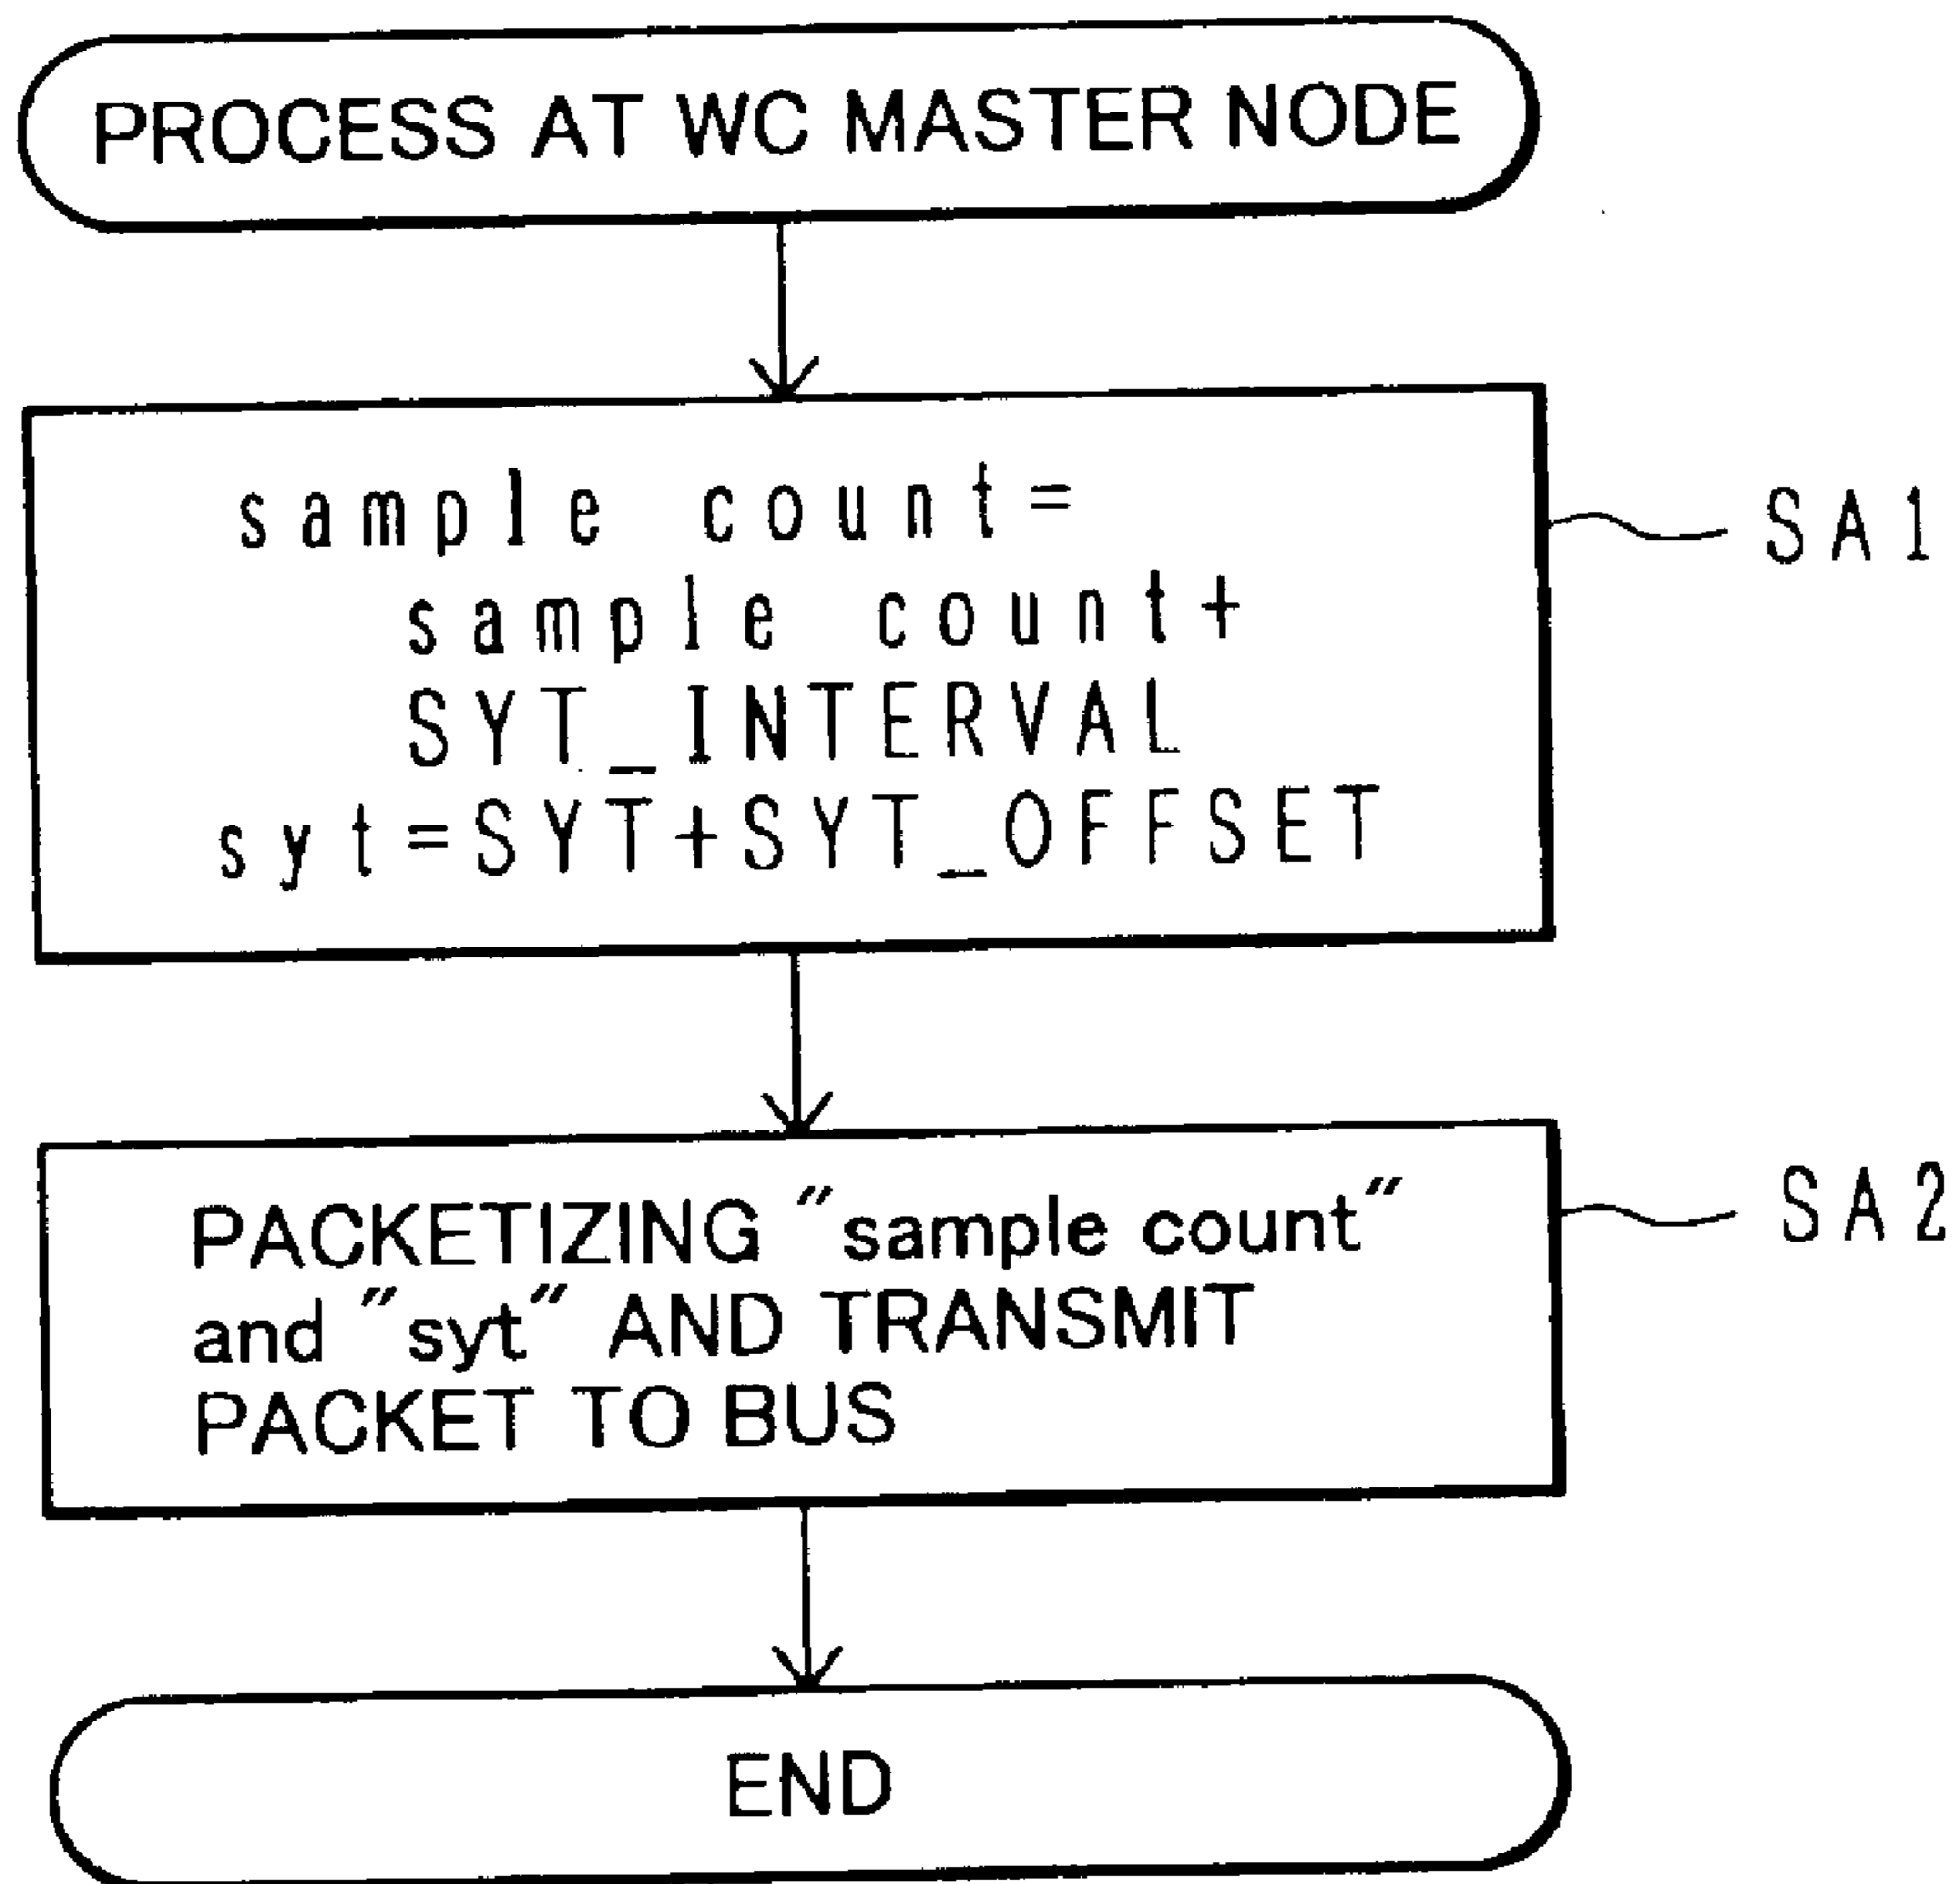 PROCESS AT WC MASTER NODE
sample count=
sample count+
SYT_INTERVAL
syt=SYT+SYT_OFFSET
SA1
PACKETIZING "sample count"
and "syt" AND TRANSMIT
PACKET TO BUS
SA2
END